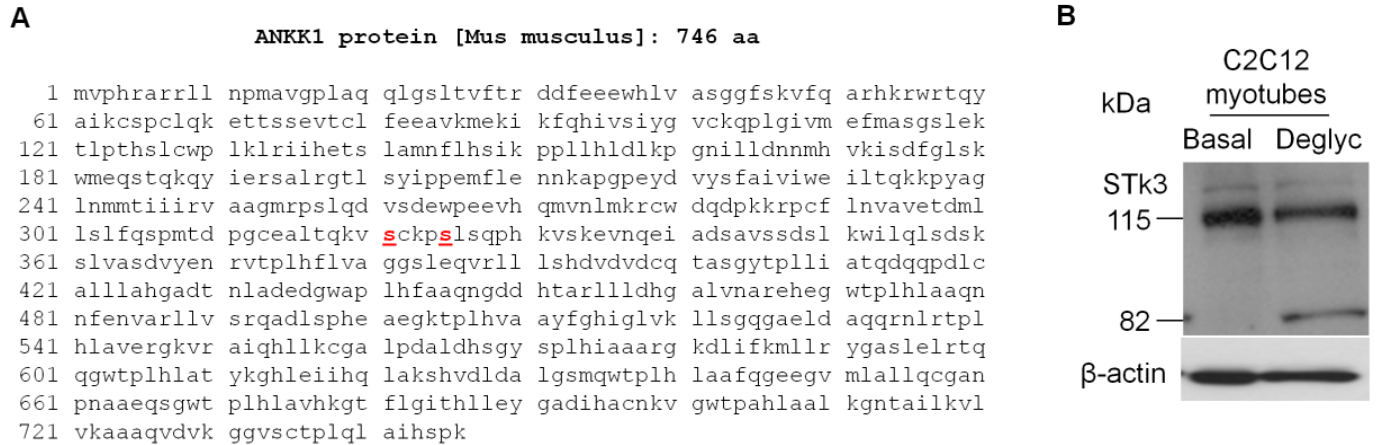 A
ANKK1 protein [Mus musculus]: 746 aa
1 mvphrarrll npmavgplaq qlgsltvftr ddfeeewhlv asggfskvfq arhkrwrtqy
61 aikcspclqk ettssevtcl feeavkmeki kfqhivsiyg vckqplgivm efmasgslek
121 tlpthslcwp lklriihets lamnflhsik ppllhldlkp gnilldnnmh vkisdfglsk
181 wmeqstqkqy iersalrgtl syippemfle nnkapgpeyd vysfaiviwe iltqkkpyag
241 lnmmtiiirv aagmrpslqd vsdewpeevh qmvnlmkrcw dqdpkkrpcf lnvavetdml
301 lslfqspmtd pgcealtqkv sckpslsqph kvskevnqei adsavssdsl kwilqlsdsk
361 slvasdvyen rvtplhflva ggsleqvrll lshdvdvdcq tasgytplli atqdqqpdlc
421 alllahgadt nladedgwap lhfaaqngdd htarllldhg alvnareheg wtplhlaaqn
481 nfenvarllv srqadlsphe aegktplhva ayfghiglvk llsgqgaeld aqqrnlrtpl
541 hlavergkvr aiqhllkcga lpdaldhsgy splhiaaarg kdlifkmllr ygaslelrtq
601 qgwtplhlat ykghleiihq lakshvdlda lgsmqwtplh laafqgeegv mlallqcgan
661 pnaaeqsgwt plhlavhkgt flgithlley gadihacnkv gwtpahlaal kgntailkvl
721 vkaaaqvdvk ggvsctplql aihspk
B
C2C12
myotubes
kDa
Basal Deglyc
STk3
115
82
β-actin